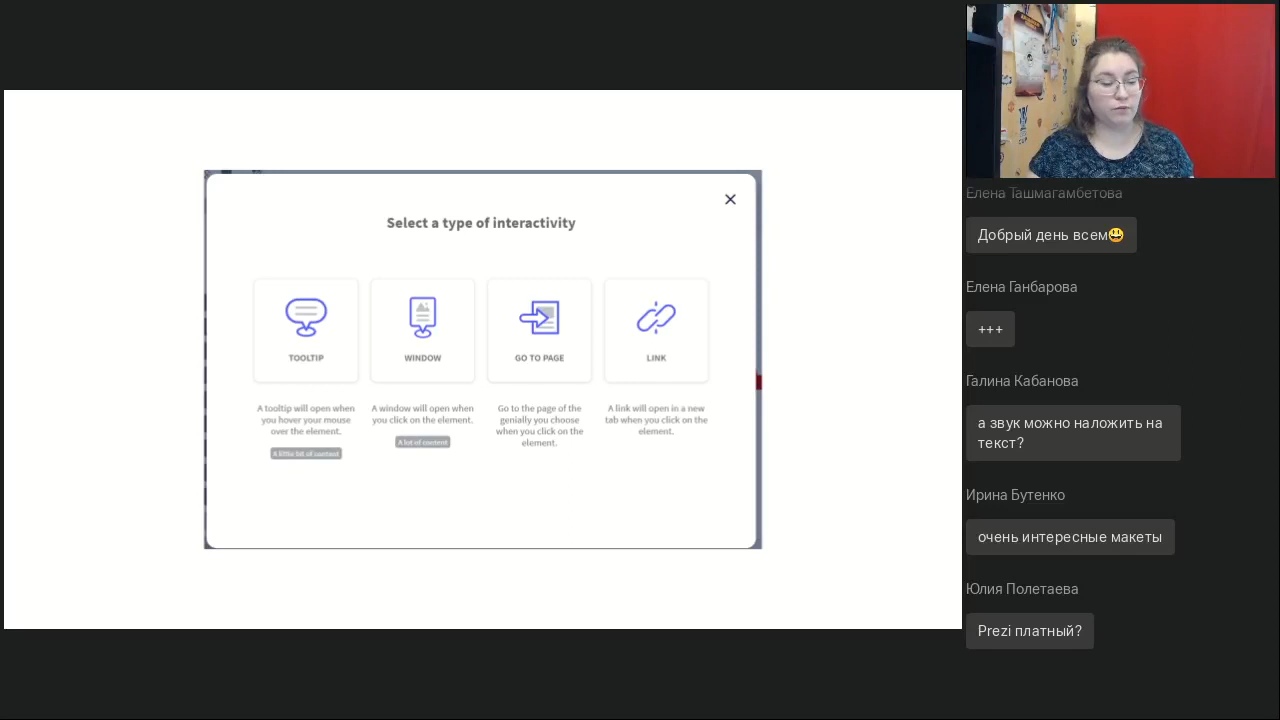 Select a type of interactivity
TOOLTIP
WINDOW
GO TO PAGE
LINK
A tooltip will open when
you hover your mouse
over the element.
A little bit of content
A window will open when
you click on the element.
A lot of content
Go to the page of the
genially you choose
when you click on the
element.
A link will open in a new
tab when you click on the
element.
Елена Ташмагамбетова
Добрый день всем😃
Елена Ганбарова
+++
Галина Кабанова
а звук можно наложить на
текст?
Ирина Бутенко
очень интересные макеты
Юлия Полетаева
Prezi платный?